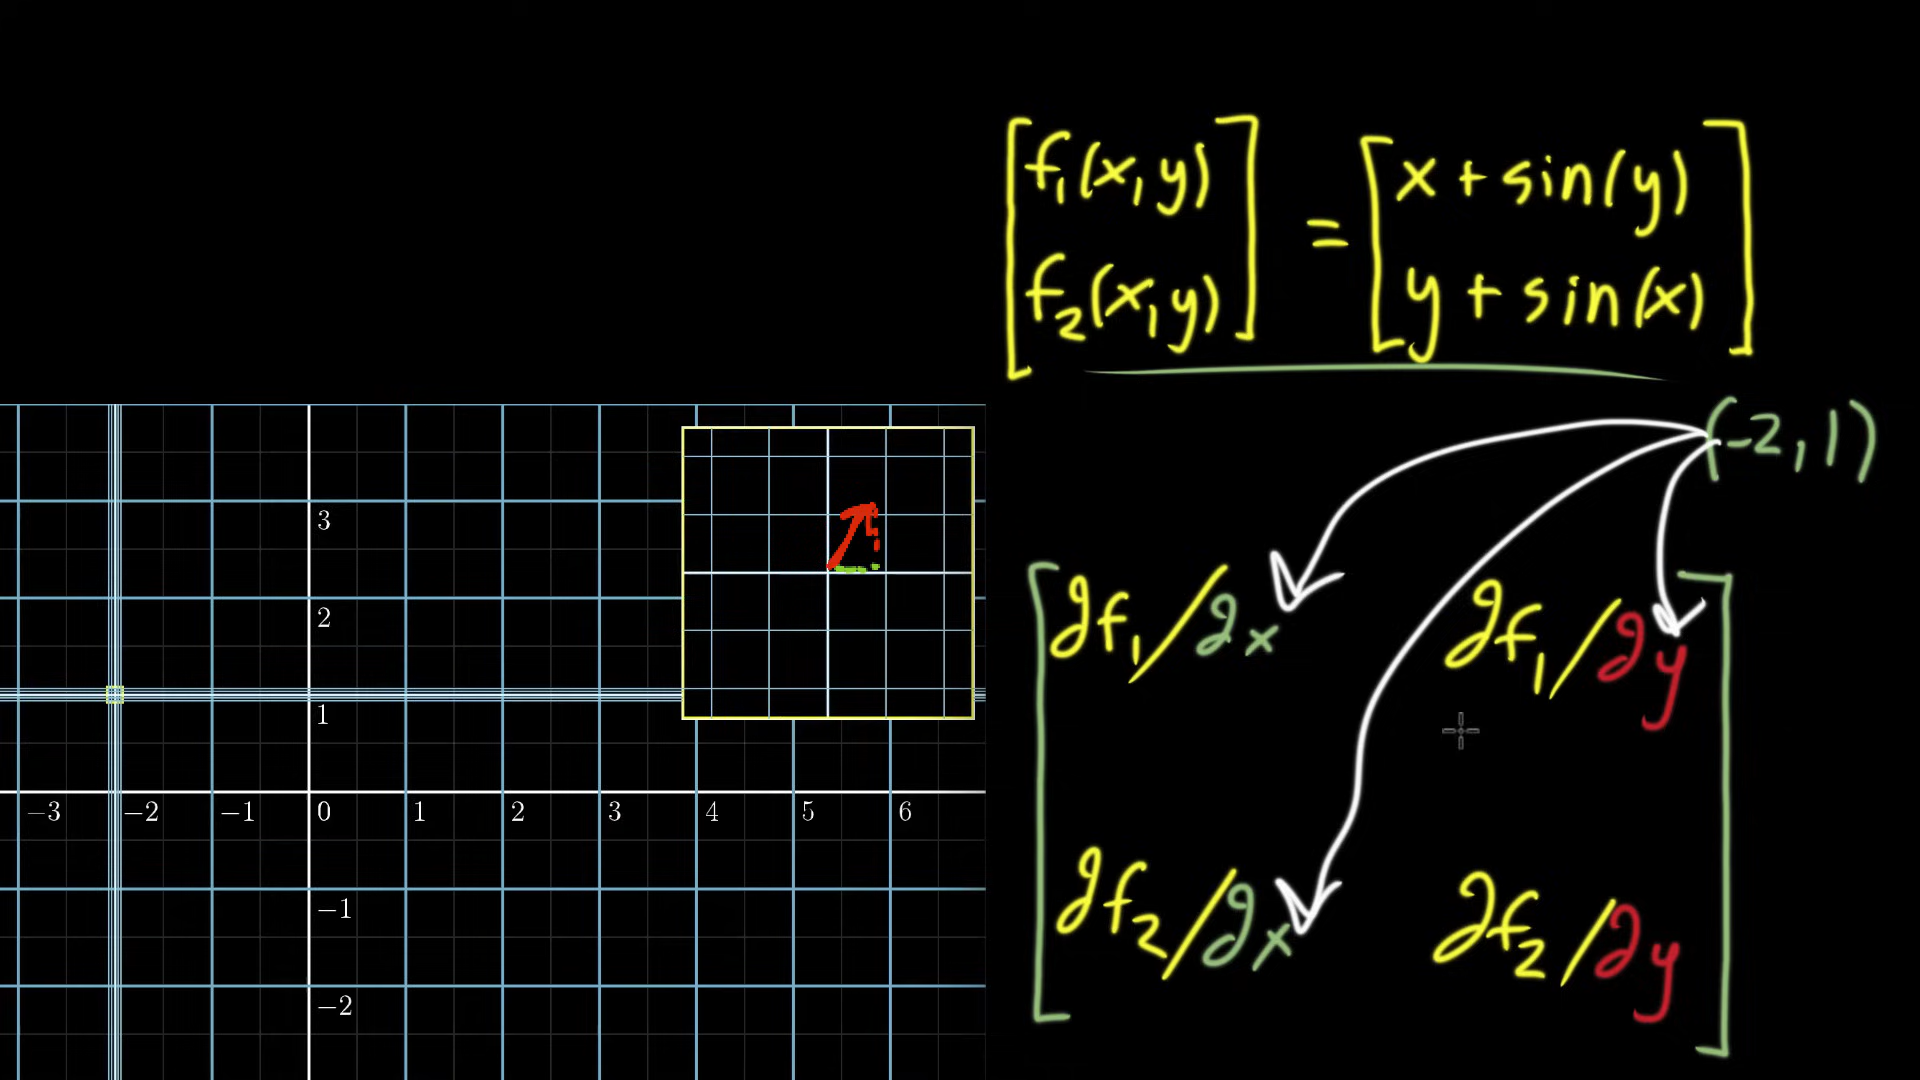 [f₁(x,y)] = [x + sin(y)]
[f₂(x,y)] = [y + sin(x)]
(-2, 1)
∂f₁/∂x ∂f₁/∂y
∂f₂/∂x ∂f₂/∂y
3
2
1
−3 −2 −1 0 1 2 3 4 5 6
−1
−2